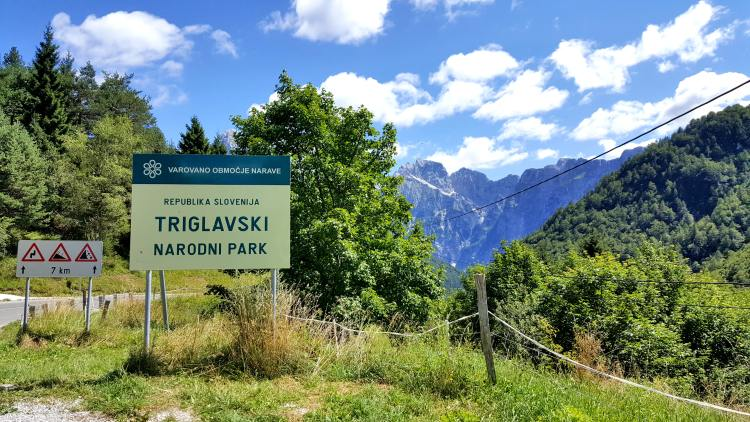 VAROVANO OBMOČJE NARAVE
REPUBLIKA SLOVENIJA
TRIGLAVSKI
NARODNI PARK
7 km